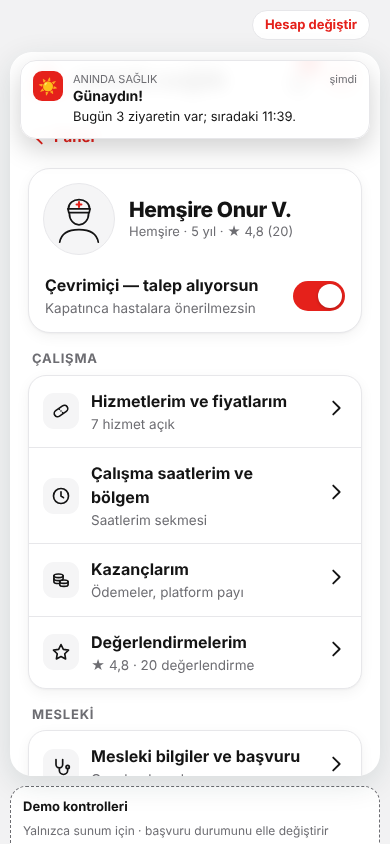 Hesap değiştir
ANINDA SAĞLIK
şimdi
Günaydın!
Bugün 3 ziyaretin var; sıradaki 11:39.
Panel
Hemşire Onur V.
Hemşire · 5 yıl · ★ 4,8 (20)
Çevrimiçi — talep alıyorsun
Kapatınca hastalara önerilmezsin
ÇALIŞMA
Hizmetlerim ve fiyatlarım
7 hizmet açık
Çalışma saatlerim ve
bölgem
Saatlerim sekmesi
Kazançlarım
Ödemeler, platform payı
Değerlendirmelerim
★ 4,8 · 20 değerlendirme
MESLEKİ
Mesleki bilgiler ve başvuru
Demo kontrolleri
Yalnızca sunum için · başvuru durumunu elle değiştirir